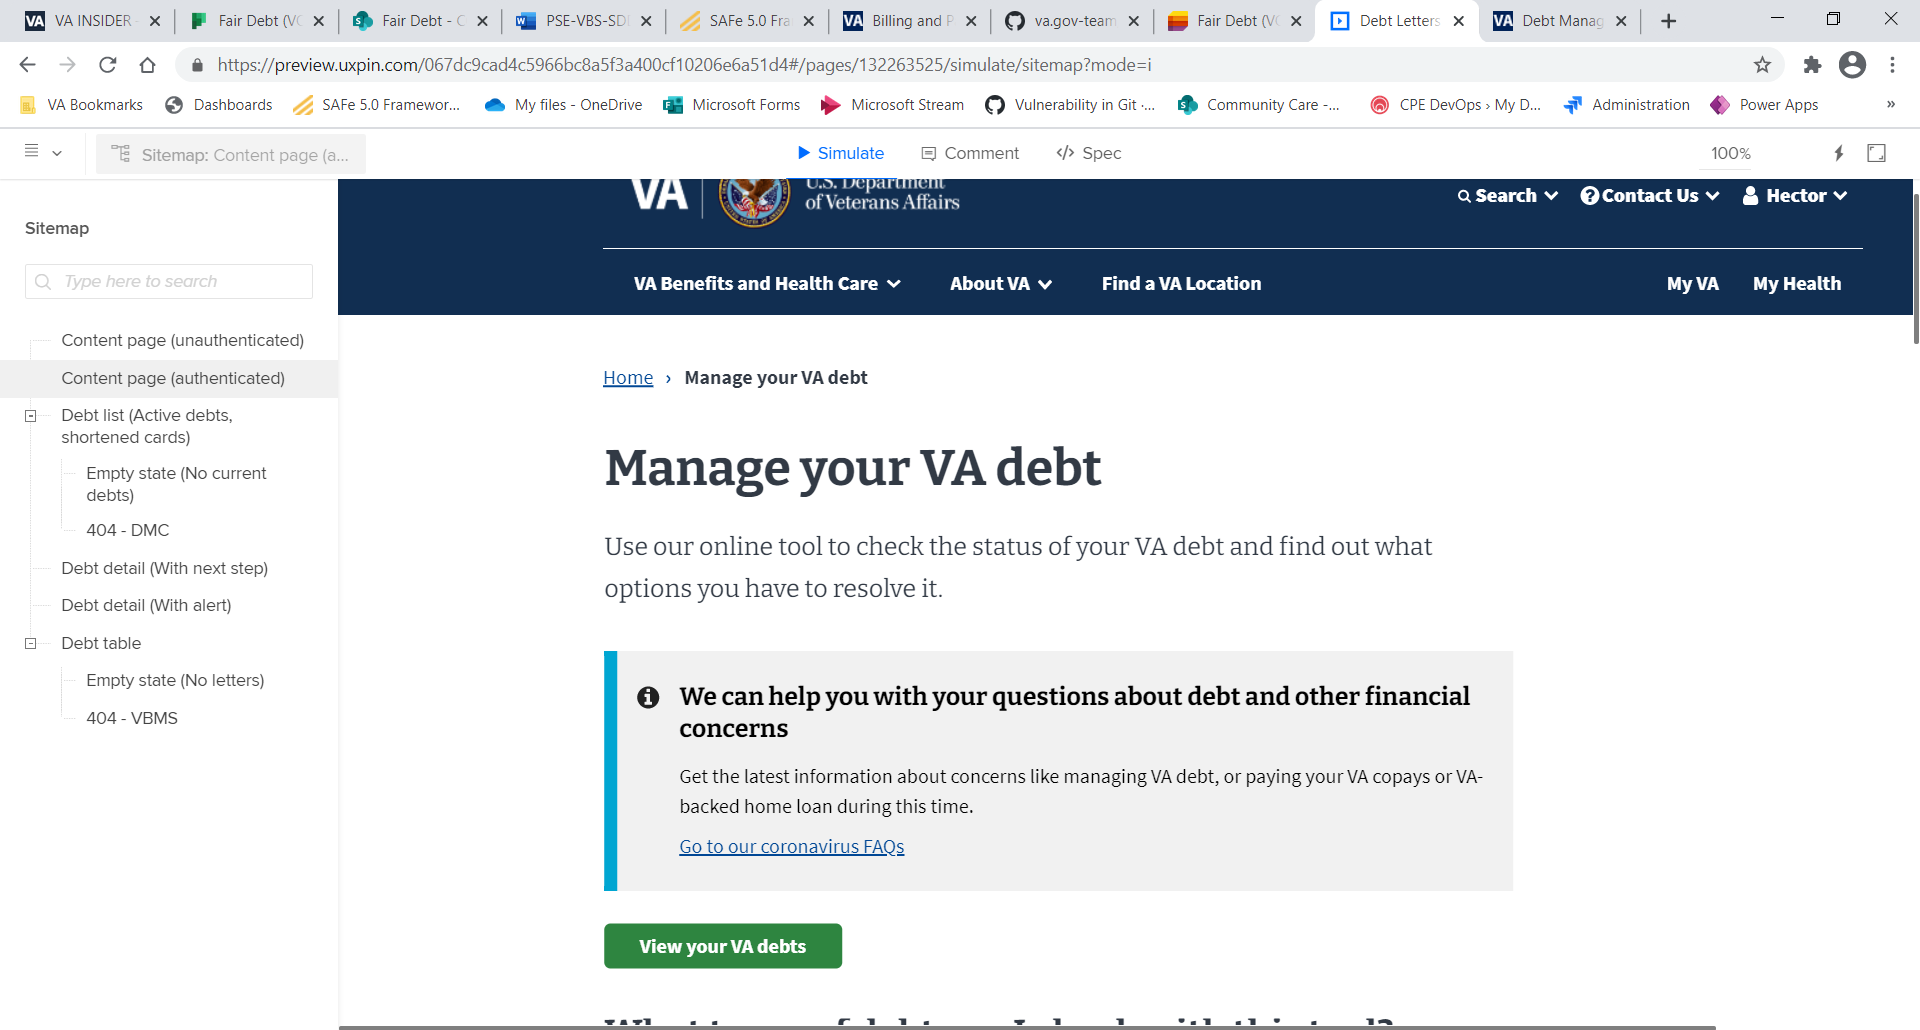 VA INSIDER
Fair Debt (VC
Fair Debt - C
PSE-VBS-SDD
SAFe 5.0 Fra
VA Billing and P
va.gov-team
Fair Debt (VC
Debt Letters
VA Debt Manag
https://preview.uxpin.com/067dc9cad4c5966bc8a5f3a400cf10206e6a51d4#/pages/132263525/simulate/sitemap?mode=i
VA Bookmarks
Dashboards
SAFe 5.0 Framewor...
My files - OneDrive
Microsoft Forms
Microsoft Stream
Vulnerability in Git ·...
Community Care -...
CPE DevOps › My D...
Administration
Power Apps
»
Sitemap: Content page (a...
Simulate
Comment
</> Spec
100%
Sitemap
Type here to search
Content page (unauthenticated)
Content page (authenticated)
Debt list (Active debts,
shortened cards)
Empty state (No current
debts)
404 - DMC
Debt detail (With next step)
Debt detail (With alert)
Debt table
Empty state (No letters)
404 - VBMS
VA
U.S. Department
of Veterans Affairs
Search
Contact Us
Hector
VA Benefits and Health Care
About VA
Find a VA Location
My VA
My Health
Home › Manage your VA debt
Manage your VA debt
Use our online tool to check the status of your VA debt and find out what
options you have to resolve it.
We can help you with your questions about debt and other financial
concerns
Get the latest information about concerns like managing VA debt, or paying your VA copays or VA-
backed home loan during this time.
Go to our coronavirus FAQs
View your VA debts